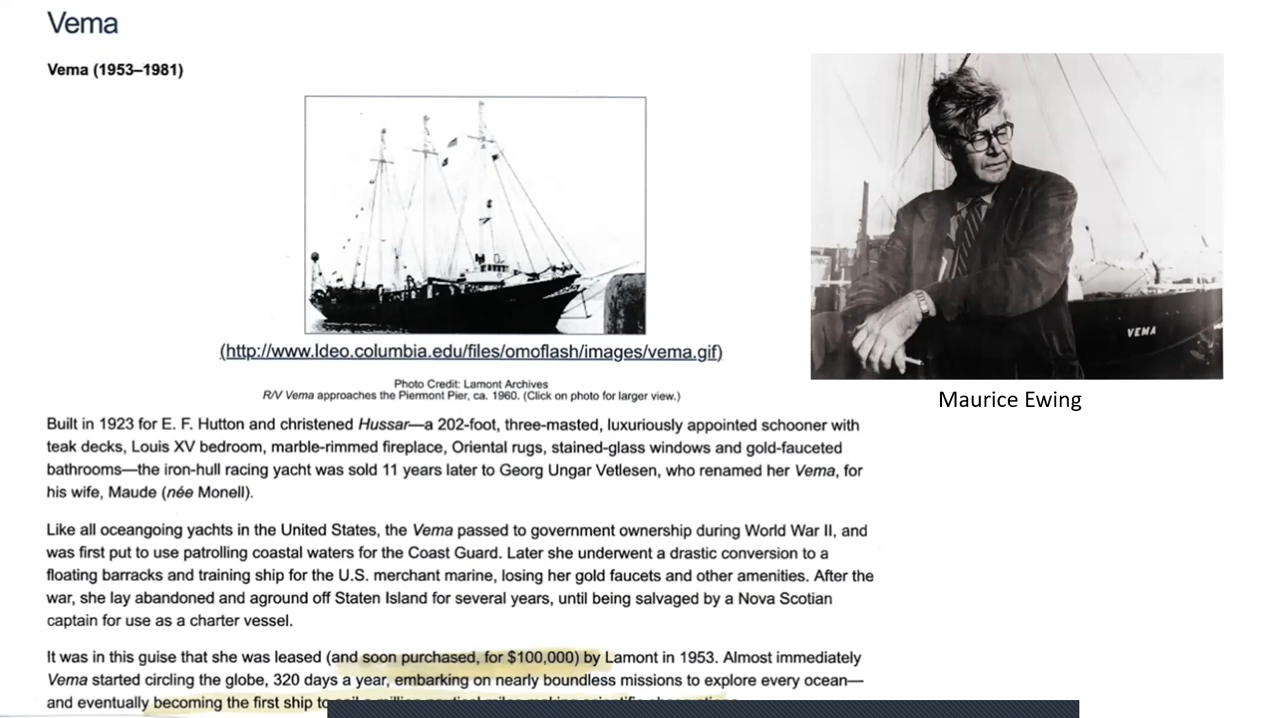 Vema
Vema (1953–1981)
VEMA
(http://www.ldeo.columbia.edu/files/omoflash/images/vema.gif)
Photo Credit: Lamont Archives
R/V Vema approaches the Piermont Pier, ca. 1960. (Click on photo for larger view.)
Maurice Ewing
Built in 1923 for E. F. Hutton and christened Hussar—a 202-foot, three-masted, luxuriously appointed schooner with
teak decks, Louis XV bedroom, marble-rimmed fireplace, Oriental rugs, stained-glass windows and gold-fauceted
bathrooms—the iron-hull racing yacht was sold 11 years later to Georg Ungar Vetlesen, who renamed her Vema, for
his wife, Maude (née Monell).
Like all oceangoing yachts in the United States, the Vema passed to government ownership during World War II, and
was first put to use patrolling coastal waters for the Coast Guard. Later she underwent a drastic conversion to a
floating barracks and training ship for the U.S. merchant marine, losing her gold faucets and other amenities. After the
war, she lay abandoned and aground off Staten Island for several years, until being salvaged by a Nova Scotian
captain for use as a charter vessel.
It was in this guise that she was leased (and soon purchased, for $100,000) by Lamont in 1953. Almost immediately
Vema started circling the globe, 320 days a year, embarking on nearly boundless missions to explore every ocean—
and eventually becoming the first ship to